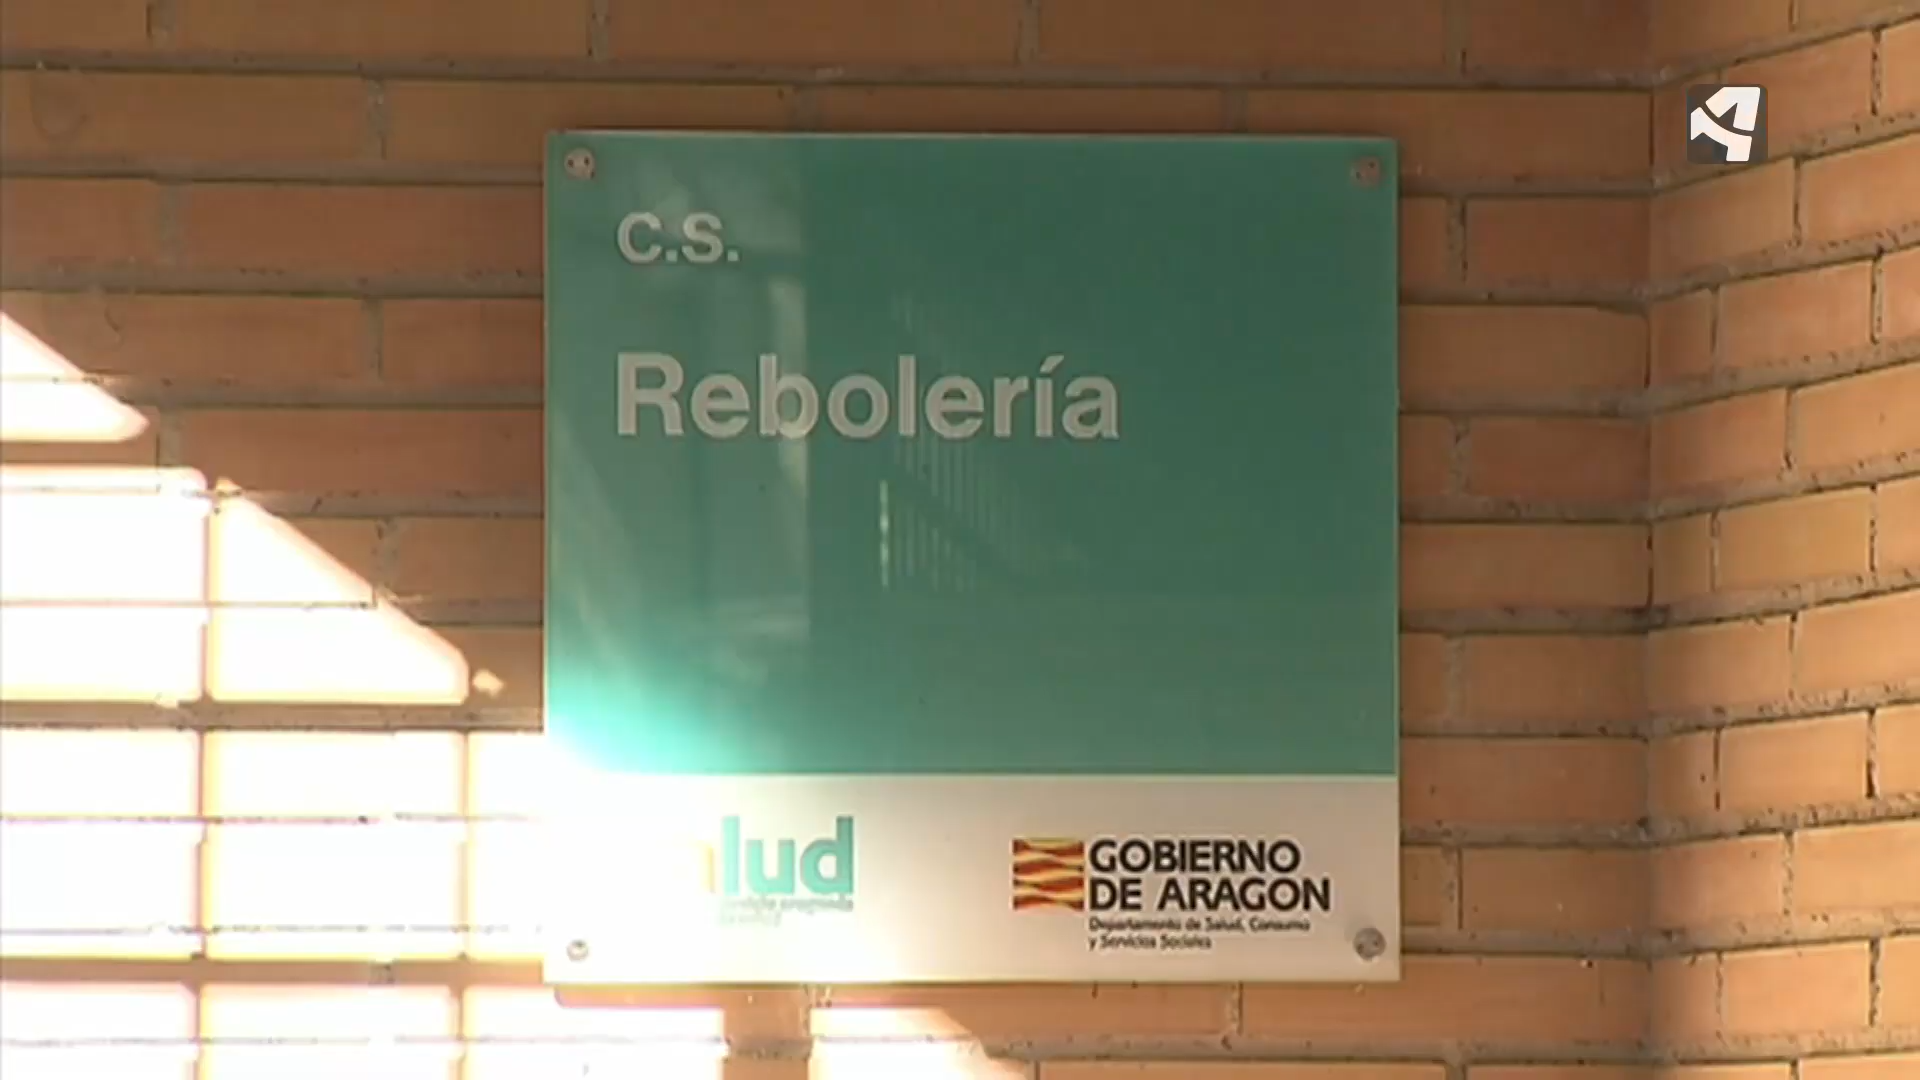 C.S.
Rebolería
lud
GOBIERNO
DE ARAGON
Departamento de Salud, Consumo
y Servicios Sociales